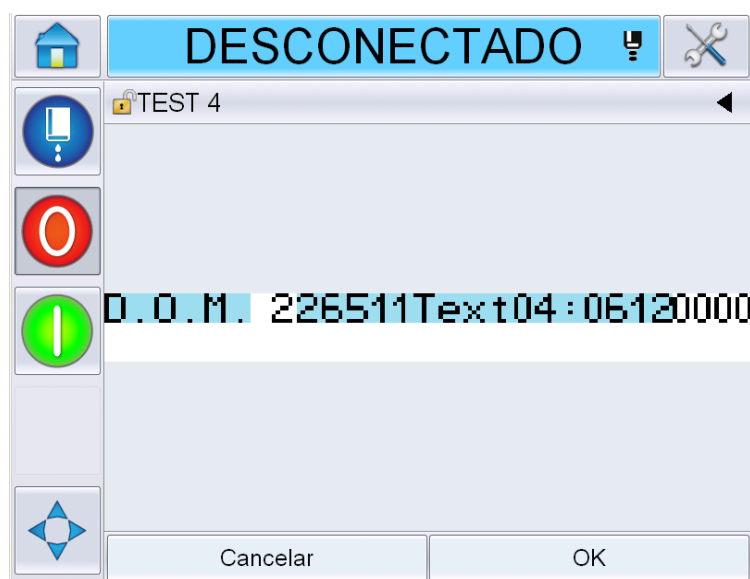 DESCONECTADO
TEST 4
D.O.M. 226511Text04:06120000
Cancelar
OK